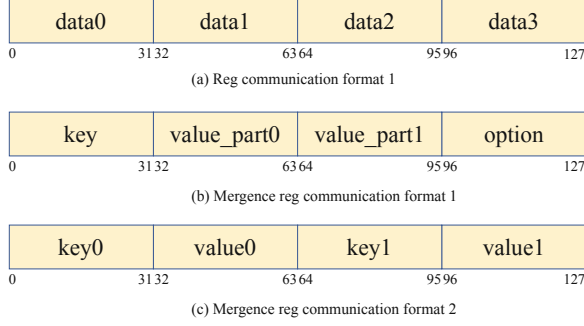 data0 data1 data2 data3
0 31 32 63 64 95 96 127
(a) Reg communication format 1
key value_part0 value_part1 option
0 31 32 63 64 95 96 127
(b) Mergence reg communication format 1
key0 value0 key1 value1
0 31 32 63 64 95 96 127
(c) Mergence reg communication format 2